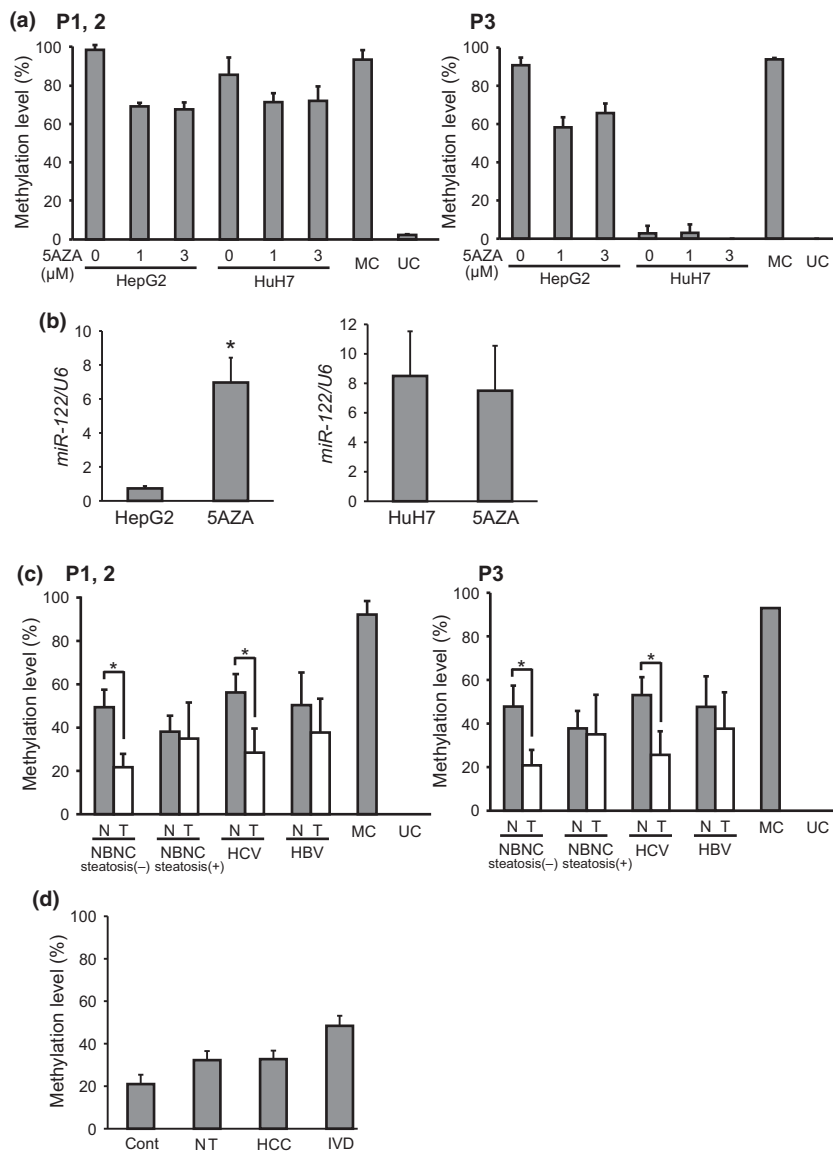 (a) P1, 2
Methylation level (%)
100
80
60
40
20
0
5AZA 0 1 3 0 1 3 MC UC
(μM) HepG2 HuH7
P3
Methylation level (%)
100
80
60
40
20
0
5AZA 0 1 3 0 1 3 MC UC
(μM) HepG2 HuH7
(b)
miR-122/U6
10
8
6
4
2
0
*
HepG2 5AZA
miR-122/U6
12
10
8
6
4
2
0
HuH7 5AZA
(c) P1, 2
Methylation level (%)
100
80
60
40
20
0
* *
N T N T N T N T MC UC
NBNC NBNC HCV HBV
steatosis(–) steatosis(+)
P3
Methylation level (%)
100
80
60
40
20
0
* *
N T N T N T N T MC UC
NBNC NBNC HCV HBV
steatosis(–) steatosis(+)
(d)
Methylation level (%)
100
80
60
40
20
0
Cont NT HCC IVD